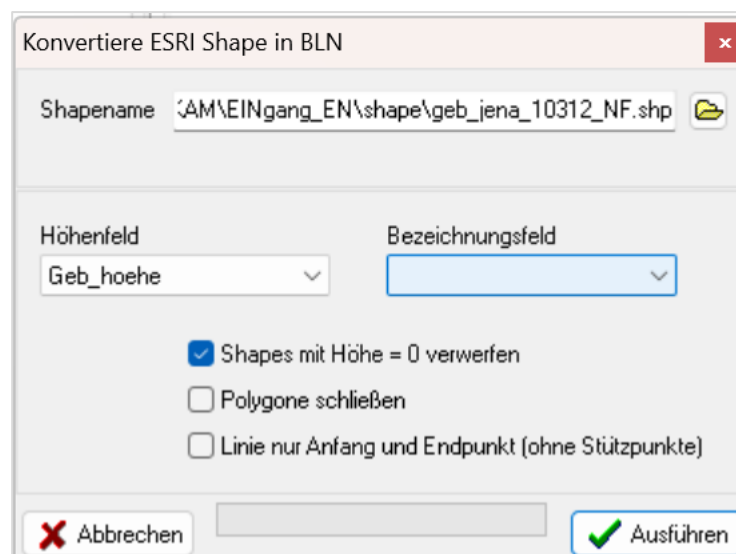 Konvertiere ESRI Shape in BLN
Shapename
KAM\EINgang_EN\shape\geb_jena_10312_NF.shp
Höhenfeld
Bezeichnungsfeld
Geb_hoehe
Shapes mit Höhe = 0 verwerfen
Polygone schließen
Linie nur Anfang und Endpunkt (ohne Stützpunkte)
Abbrechen
Ausführen